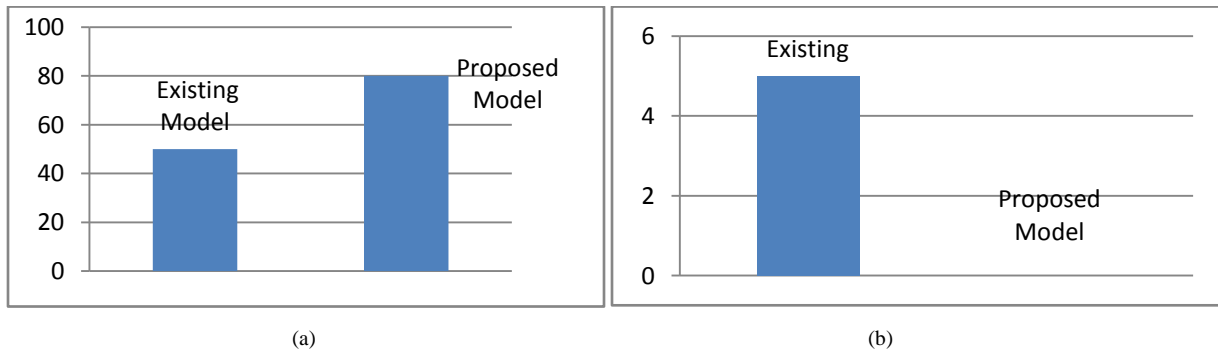 100
80
60
40
20
0
Existing
Model
Proposed
Model
(a)
6
4
2
0
Existing
Proposed
Model
(b)